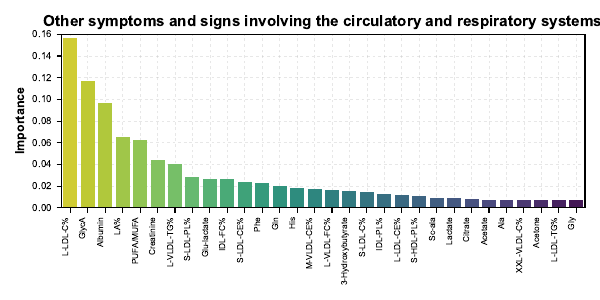 Other symptoms and signs involving the circulatory and respiratory systems
Importance
0.16
0.14
0.12
0.10
0.08
0.06
0.04
0.02
0.00
L-LDL-C%
GlycA
Albumin
LA%
PUFA/MUFA
Creatinine
L-VLDL-TG%
S-LDL-PL%
Glu-lactate
IDL-FC%
S-LDL-CE%
Phe
Gln
His
M-VLDL-CE%
L-VLDL-FC%
3-Hydroxybutyrate
S-LDL-C%
IDL-PL%
L-LDL-CE%
S-HDL-PL%
Sc-ala
Lactate
Citrate
Acetate
Ala
XXL-VLDL-C%
Acetone
L-LDL-TG%
Gly